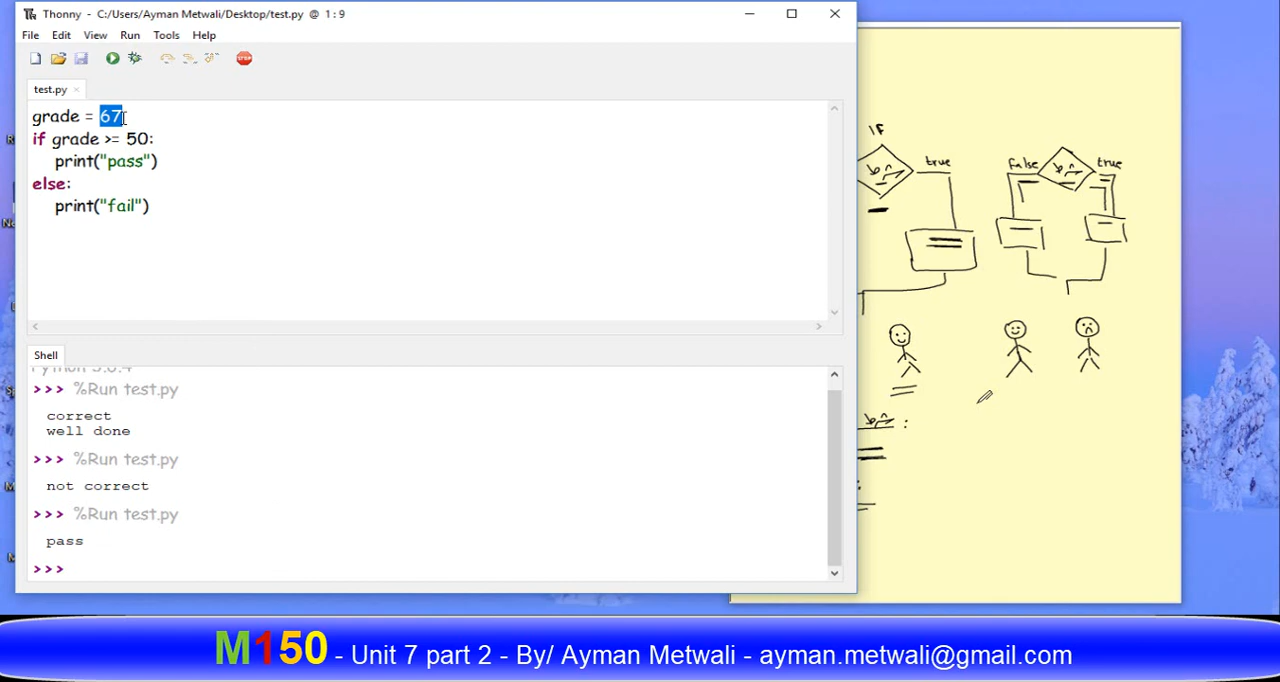 Thonny - C:/Users/Ayman Metwali/Desktop/test.py @ 1 : 9
File Edit View Run Tools Help
STOP
test.py ×
grade = 67
if grade >= 50:
print("pass")
else:
print("fail")
IF
true
false
true
Shell
>>> %Run test.py
correct
well done
>>> %Run test.py
not correct
>>> %Run test.py
pass
>>>
M150 - Unit 7 part 2 - By/ Ayman Metwali - ayman.metwali@gmail.com